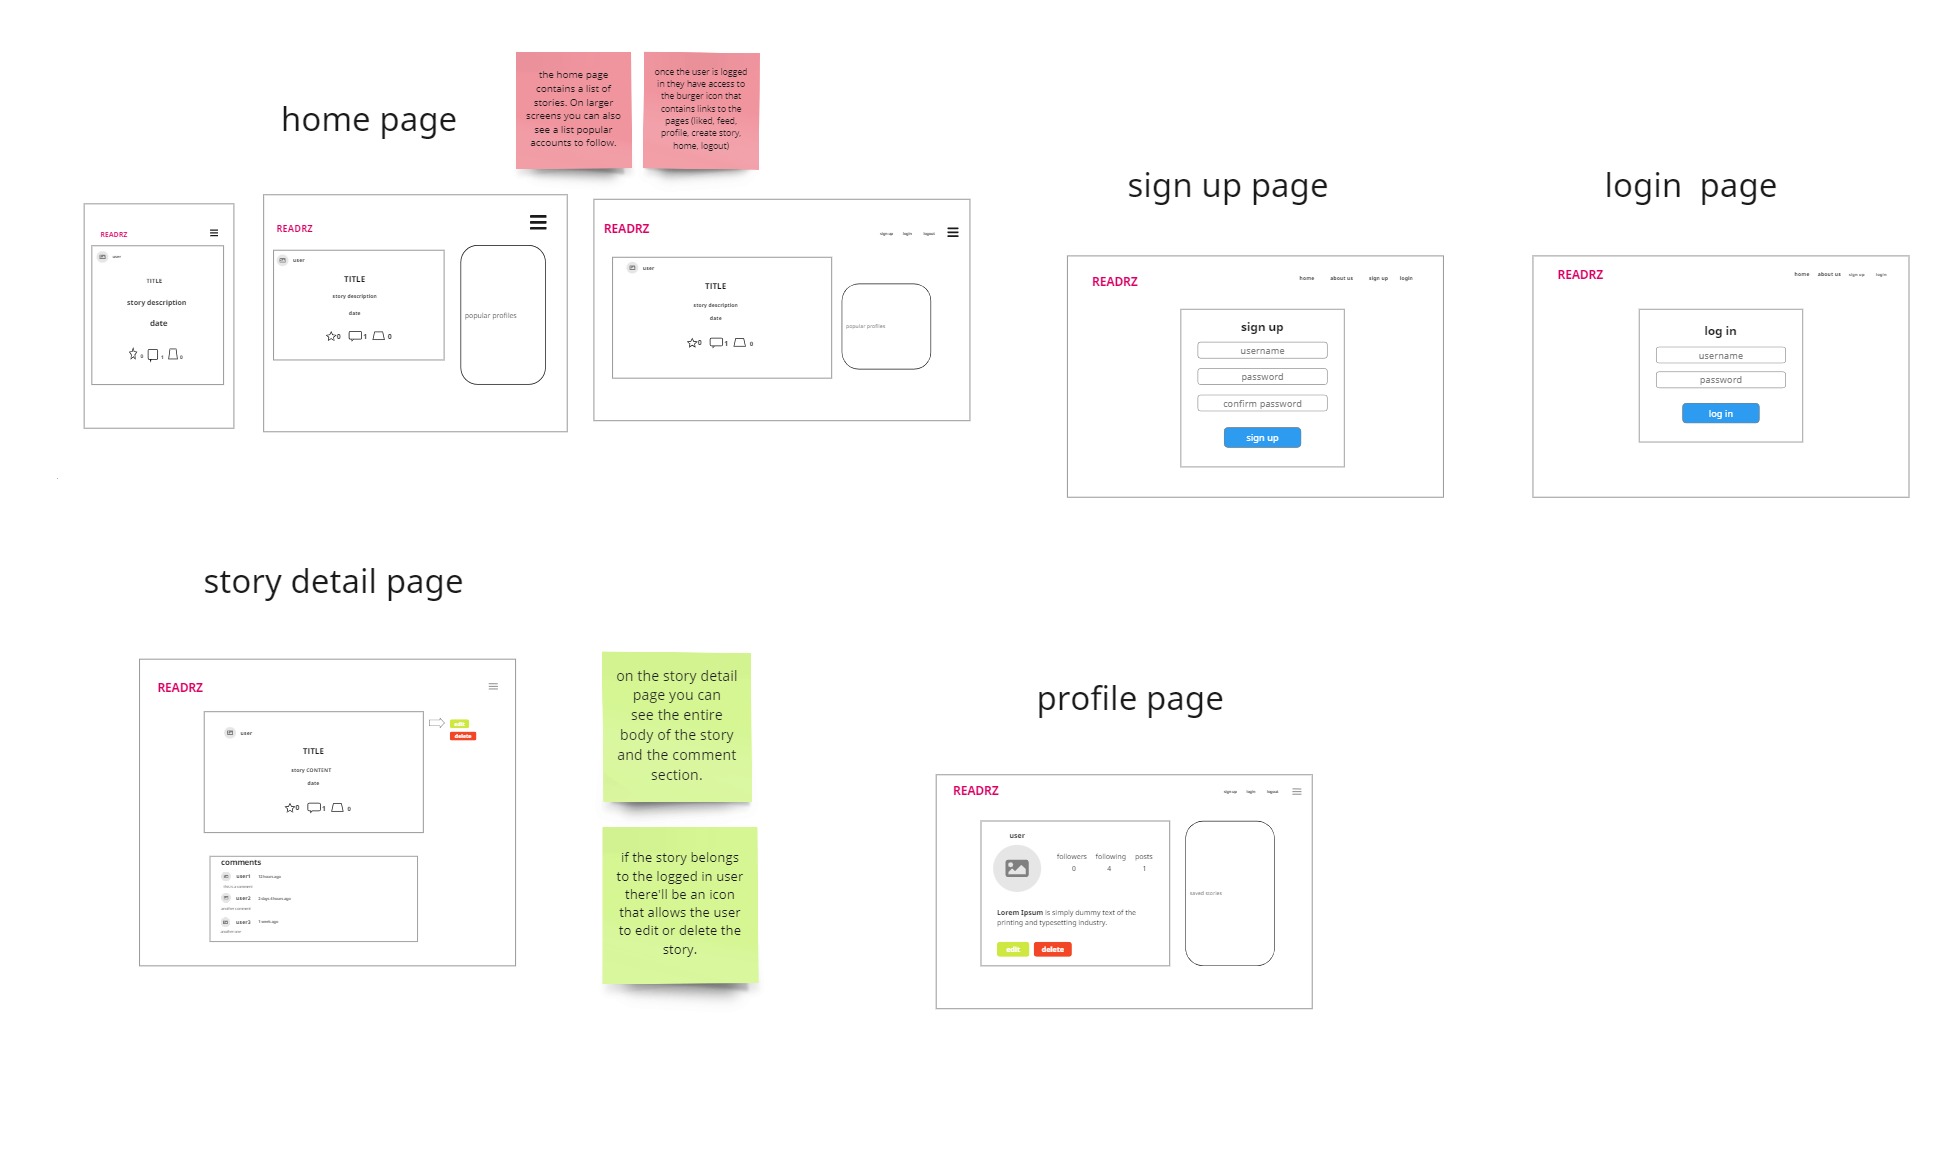 home page
the home page
contains a list of
stories. On larger
screens you can also
see a list popular
accounts to follow.
once the user is logged
in they have access to
the burger icon that
contains links to the
pages (liked, feed,
profile, create story,
home, logout)
READRZ
user
TITLE
story description
date
0 1 0
READRZ
user
TITLE
story description
date
0 1 0
popular profiles
READRZ
sign up login logout
user
TITLE
story description
date
0 1 0
popular profiles
sign up page
READRZ
home about us sign up login
sign up
username
password
confirm password
sign up
login page
READRZ
home about us sign up login
log in
username
password
log in
story detail page
READRZ
user
TITLE
story CONTENT
date
0 1 0
edit
delete
comments
user1 12 hours ago
this is a comment
user2 2 days 4 hours ago
another comment
user3 1 week ago
another one
on the story detail
page you can
see the entire
body of the story
and the comment
section.
if the story belongs
to the logged in user
there'll be an icon
that allows the user
to edit or delete the
story.
profile page
READRZ
sign up login logout
user
followers following posts
0 4 1
Lorem Ipsum is simply dummy text of the
printing and typesetting industry.
edit delete
saved stories